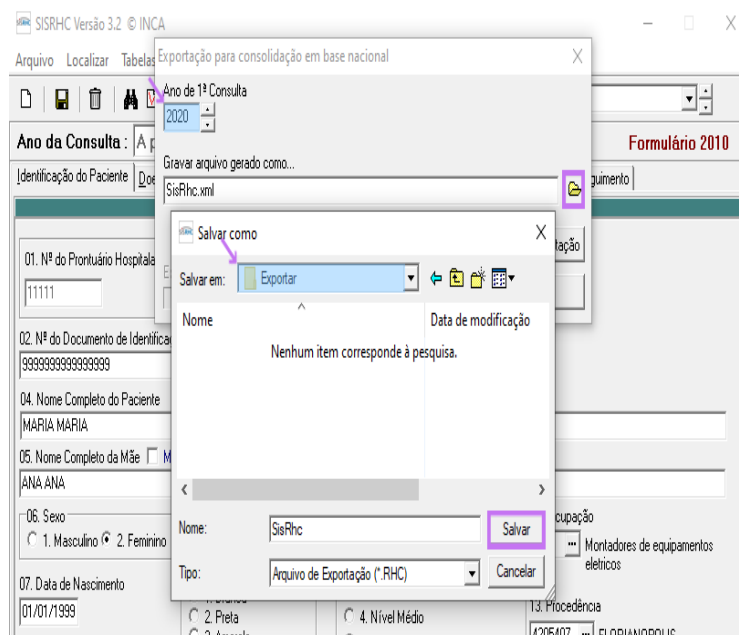 SISRHC Versão 3.2 © INCA
Arquivo Localizar Tabelas
Exportação para consolidação em base nacional
Ano de 1ª Consulta
2020
Ano da Consulta :
Formulário 2010
Gravar arquivo gerado como...
Identificação do Paciente
SisRhc.xml
Salvar como
01. Nº do Prontuário
11111
Salvar em: Exportar
Nome Data de modificação
Nenhum item corresponde à pesquisa.
02. Nº do Documento de
9999999999999999
04. Nome Completo do Paciente
MARIA MARIA
05. Nome Completo da Mãe
ANA ANA
06. Sexo
1. Masculino 2. Feminino
Nome: SisRhc Salvar
Montadores de equipamentos
eletricos
Tipo: Arquivo de Exportação (*.RHC) Cancelar
07. Data de Nascimento
01/01/1999
2. Preta 4. Nível Médio
13. Procedência
4205407 FLORIANOPOLIS